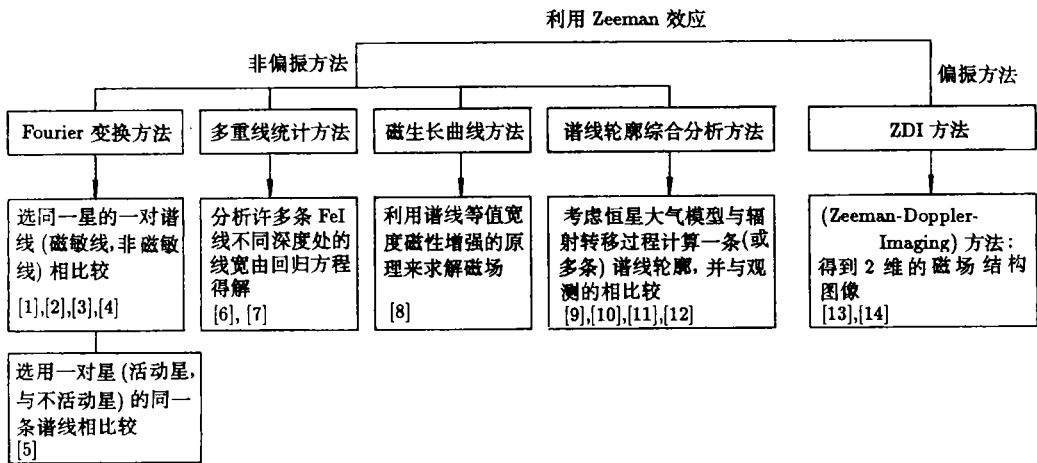 利用 Zeeman 效应
非偏振方法
偏振方法
Fourier 变换方法
多重线统计方法
磁生长曲线方法
谱线轮廓综合分析方法
ZDI 方法
选同一星的一对谱
线 (磁敏线,非磁敏
线) 相比较
[1],[2],[3],[4]
分析许多条 FeI
线不同深度处的
线宽由回归方程
得解
[6], [7]
利用谱线等值宽
度磁性增强的原
理来求解磁场
[8]
考虑恒星大气模型与辐
射转移过程计算一条(或
多条) 谱线轮廓, 并与观
测的相比较
[9],[10],[11],[12]
(Zeeman-Doppler-
Imaging) 方法:
得到 2 维的磁场结构
图像
[13],[14]
选用一对星 (活动星,
与不活动星) 的同一
条谱线相比较
[5]